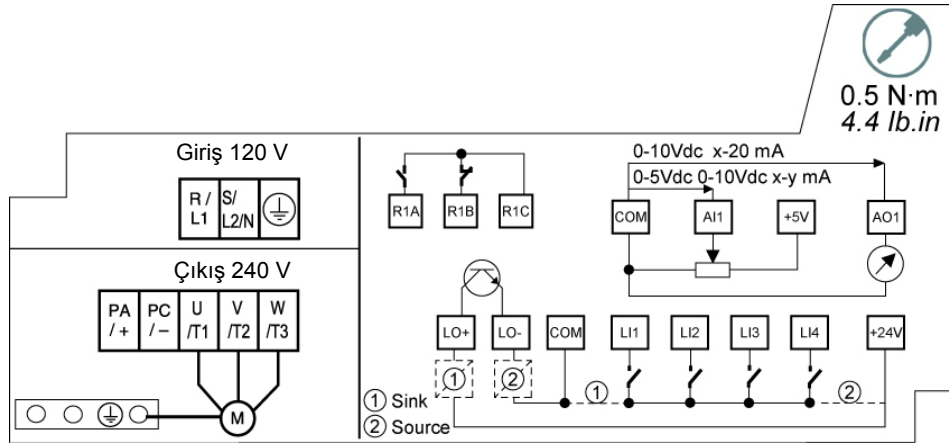 0.5 N·m
4.4 lb.in
Giriş 120 V
R / L1
S/ L2/N
Çıkış 240 V
PA / +
PC / –
U /T1
V /T2
W /T3
M
R1A
R1B
R1C
0-10Vdc x-20 mA
0-5Vdc 0-10Vdc x-y mA
COM
AI1
+5V
AO1
LO+
LO-
COM
LI1
LI2
LI3
LI4
+24V
1
2
1
2
1 Sink
2 Source